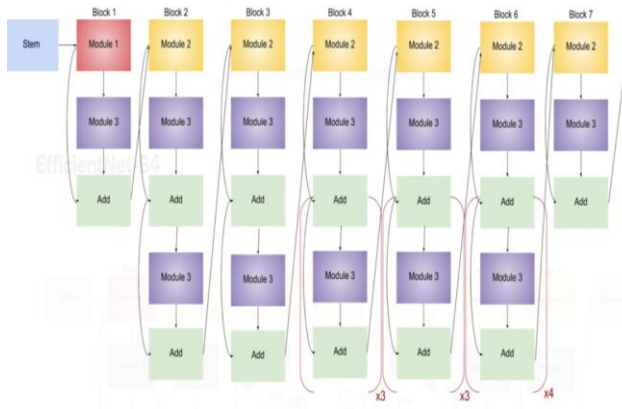 Block 1 Block 2 Block 3 Block 4 Block 5 Block 6 Block 7
Stem Module 1 Module 2 Module 2 Module 2 Module 2 Module 2 Module 2
Module 3 Module 3 Module 3 Module 3 Module 3 Module 3 Module 3
EfficientNet-B4
Add Add Add Add Add Add Add
Module 3 Module 3 Module 3 Module 3 Module 3
Add Add Add Add Add
x3 x3 x4